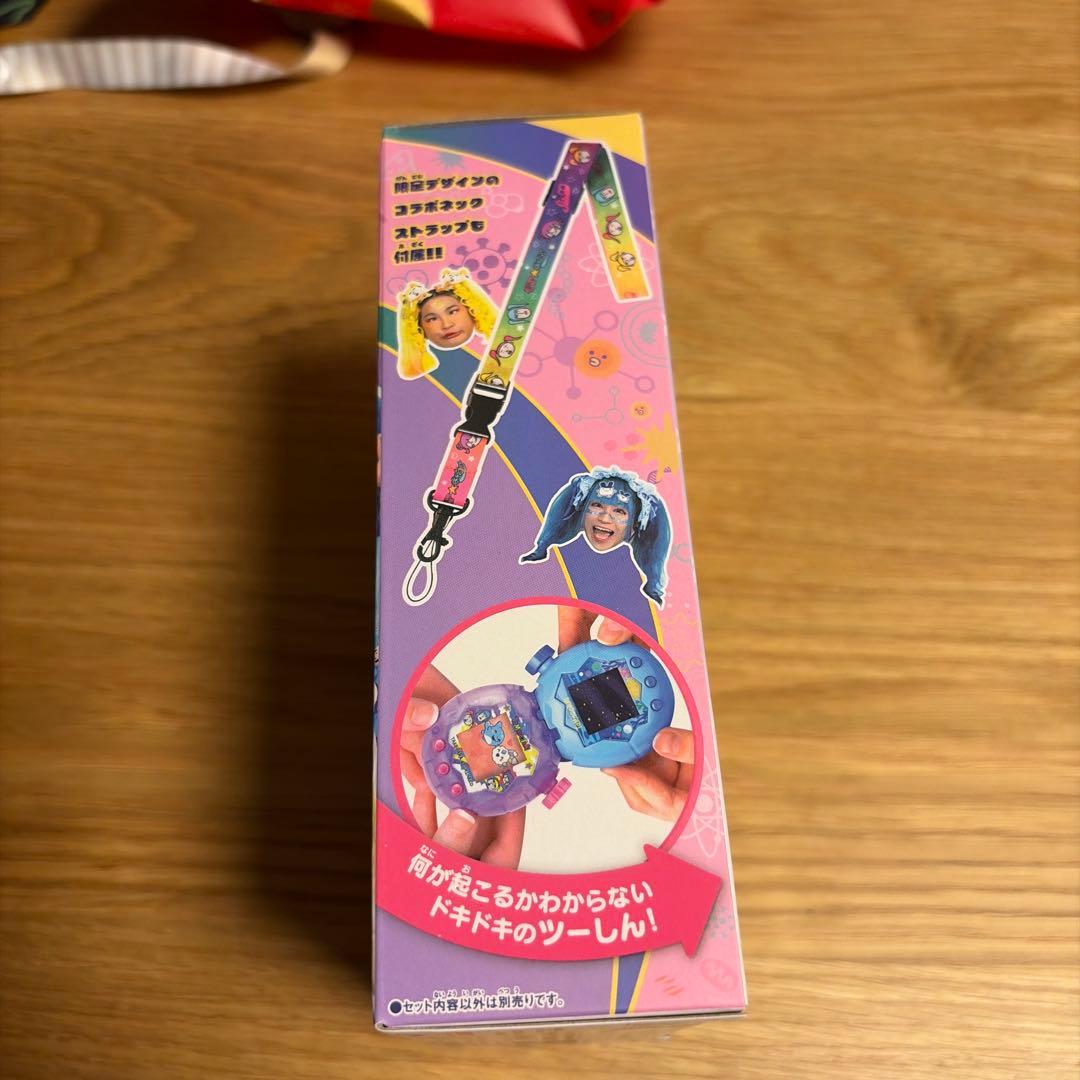 限定デザインの
コラボネック
ストラップも
付属!!
何が起こるかわからない
ドキドキのツーしん!
●セット内容以外は別売りです。